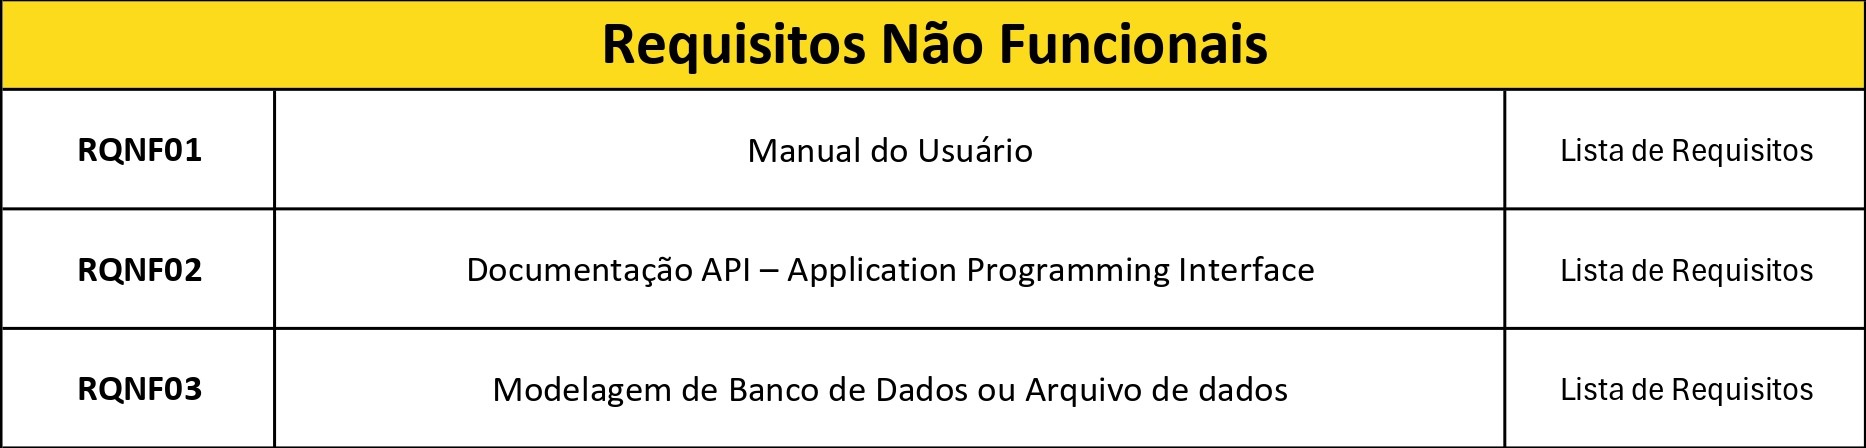 Requisitos Não Funcionais
RQNF01 Manual do Usuário Lista de Requisitos
RQNF02 Documentação API – Application Programming Interface Lista de Requisitos
RQNF03 Modelagem de Banco de Dados ou Arquivo de dados Lista de Requisitos